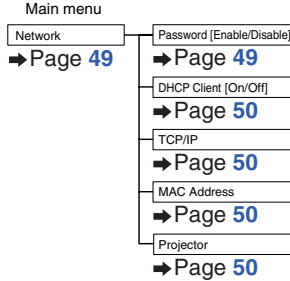 Main menu
Network
➡Page 49
Password [Enable/Disable]
➡Page 49
DHCP Client [On/Off]
➡Page 50
TCP/IP
➡Page 50
MAC Address
➡Page 50
Projector
➡Page 50